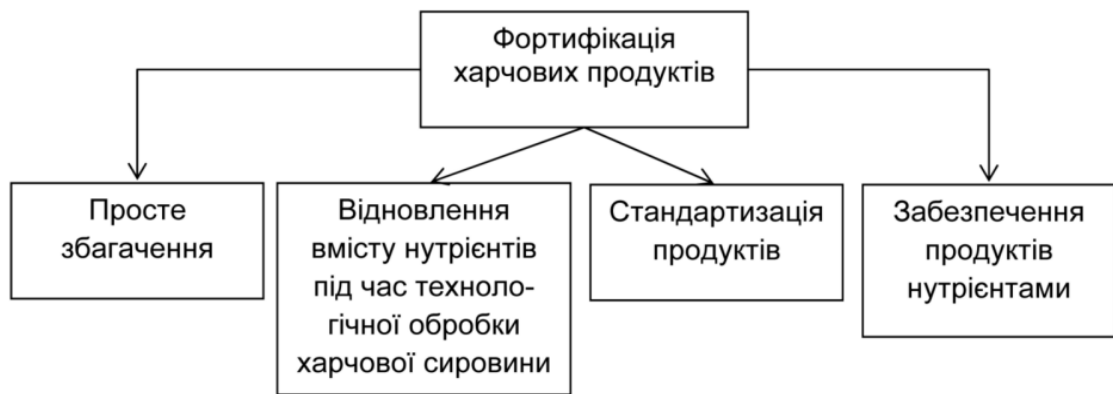 Фортифікація
харчових продуктів
Просте
збагачення
Відновлення
вмісту нутрієнтів
під час техноло-
гічної обробки
харчової сировини
Стандартизація
продуктів
Забезпечення
продуктів
нутрієнтами